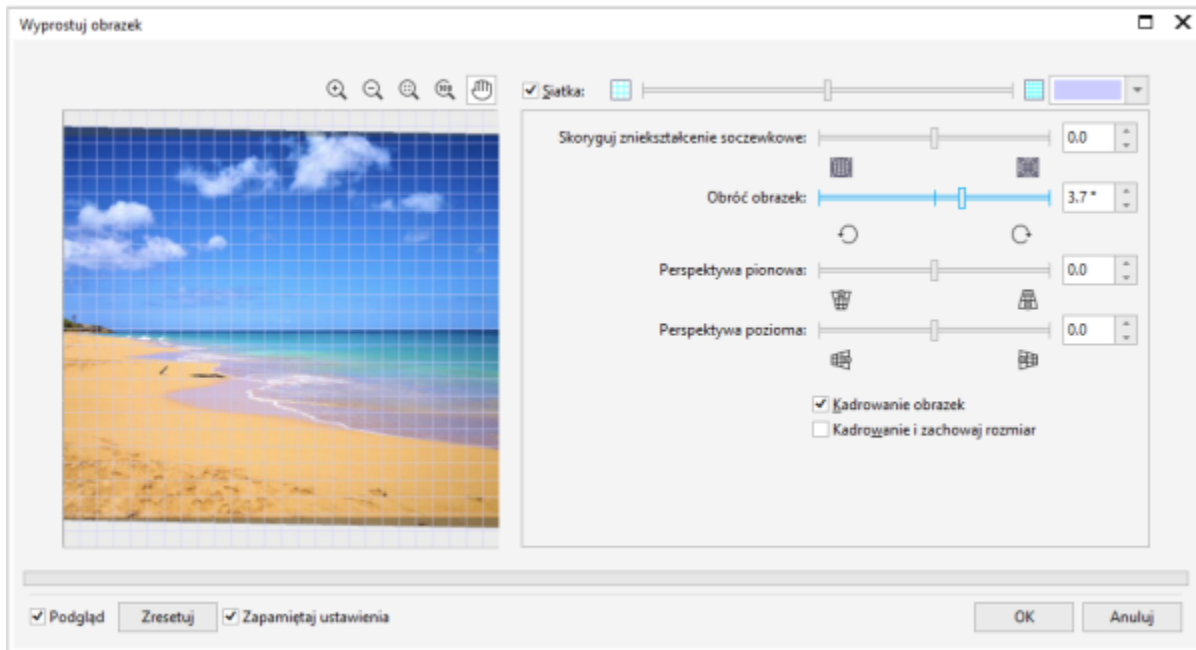 Wyprostuj obrazek
Siatka:
Skoryguj zniekształcenie soczewkowe: 0.0
Obróć obrazek: 3.7°
Perspektywa pionowa: 0.0
Perspektywa pozioma: 0.0
Kadrowanie obrazek
Kadrowanie i zachowaj rozmiar
Podgląd Zresetuj Zapamiętaj ustawienia OK Anuluj